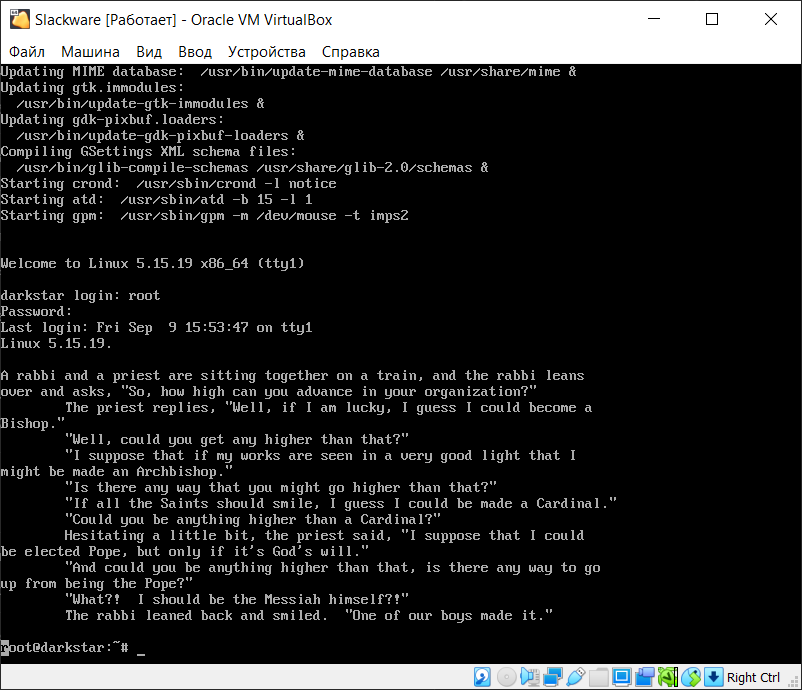 Slackware [Работает] - Oracle VM VirtualBox
Файл Машина Вид Ввод Устройства Справка
Updating MIME database:  /usr/bin/update-mime-database /usr/share/mime &
Updating gtk.immodules:
  /usr/bin/update-gtk-immodules &
Updating gdk-pixbuf.loaders:
  /usr/bin/update-gdk-pixbuf-loaders &
Compiling GSettings XML schema files:
  /usr/bin/glib-compile-schemas /usr/share/glib-2.0/schemas &
Starting crond:  /usr/sbin/crond -l notice
Starting atd:  /usr/sbin/atd -b 15 -l 1
Starting gpm:  /usr/sbin/gpm -m /dev/mouse -t imps2
Welcome to Linux 5.15.19 x86_64 (tty1)
darkstar login: root
Password:
Last login: Fri Sep  9 15:53:47 on tty1
Linux 5.15.19.
A rabbi and a priest are sitting together on a train, and the rabbi leans
over and asks, "So, how high can you advance in your organization?"
        The priest replies, "Well, if I am lucky, I guess I could become a
Bishop."
        "Well, could you get any higher than that?"
        "I suppose that if my works are seen in a very good light that I
might be made an Archbishop."
        "Is there any way that you might go higher than that?"
        "If all the Saints should smile, I guess I could be made a Cardinal."
        "Could you be anything higher than a Cardinal?"
        Hesitating a little bit, the priest said, "I suppose that I could
be elected Pope, but only if it's God's will."
        "And could you be anything higher than that, is there any way to go
up from being the Pope?"
        "What?!  I should be the Messiah himself?!"
        The rabbi leaned back and smiled.  "One of our boys made it."
root@darkstar:~# _
Right Ctrl